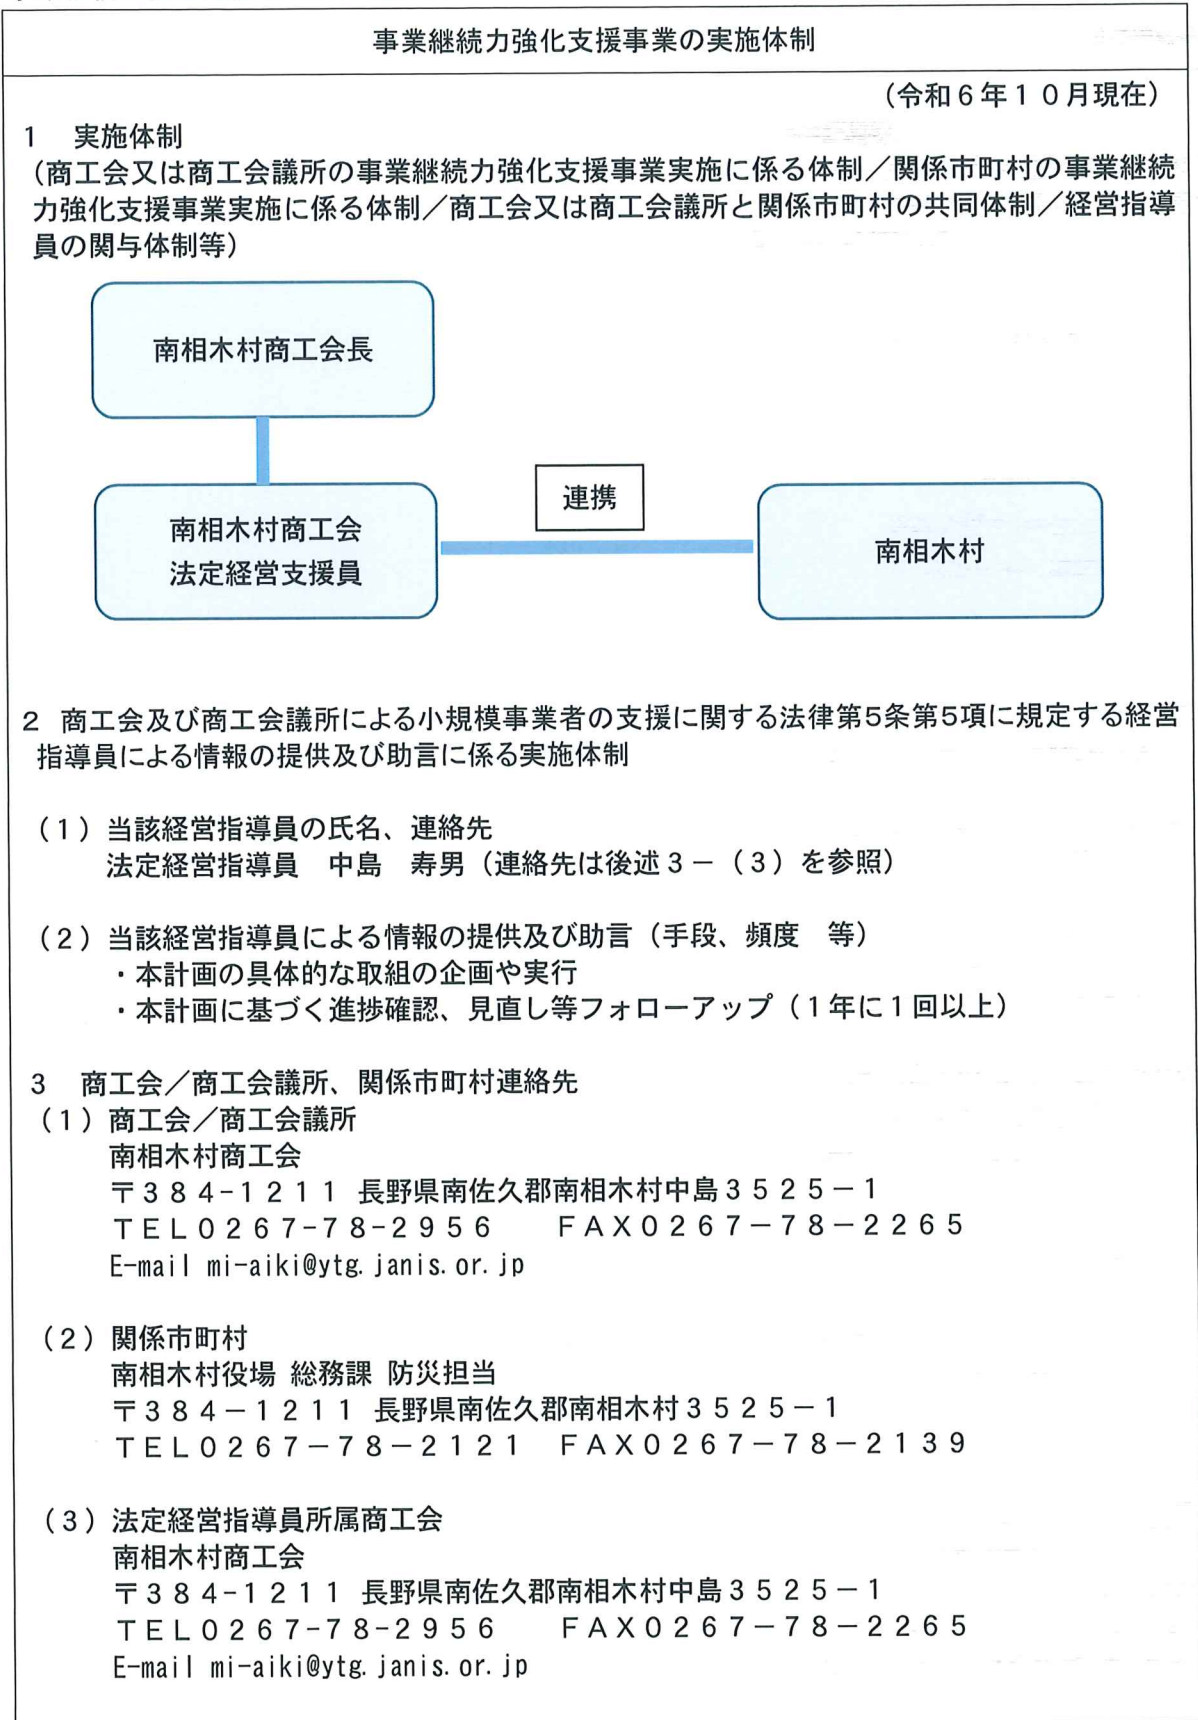 事業継続力強化支援事業の実施体制
（令和６年１０月現在）
１　実施体制
（商工会又は商工会議所の事業継続力強化支援事業実施に係る体制／関係市町村の事業継続
力強化支援事業実施に係る体制／商工会又は商工会議所と関係市町村の共同体制／経営指導
員の関与体制等）
南相木村商工会長
連携
南相木村商工会
法定経営支援員
南相木村
２ 商工会及び商工会議所による小規模事業者の支援に関する法律第５条第５項に規定する経営
指導員による情報の提供及び助言に係る実施体制
（１）当該経営指導員の氏名、連絡先
法定経営指導員　中島　寿男（連絡先は後述３－（３）を参照）
（２）当該経営指導員による情報の提供及び助言（手段、頻度　等）
・本計画の具体的な取組の企画や実行
・本計画に基づく進捗確認、見直し等フォローアップ（１年に１回以上）
３　商工会／商工会議所、関係市町村連絡先
（１）商工会／商工会議所
南相木村商工会
〒３８４-１２１１ 長野県南佐久郡南相木村中島３５２５－１
ＴＥＬ０２６７-７８-２９５６　　ＦＡＸ０２６７－７８－２２６５
E-mail mi-aiki@ytg.janis.or.jp
（２）関係市町村
南相木村役場 総務課 防災担当
〒３８４－１２１１ 長野県南佐久郡南相木村３５２５－１
ＴＥＬ０２６７－７８－２１２１　ＦＡＸ０２６７－７８－２１３９
（３）法定経営指導員所属商工会
南相木村商工会
〒３８４-１２１１ 長野県南佐久郡南相木村中島３５２５－１
ＴＥＬ０２６７-７８-２９５６　　ＦＡＸ０２６７－７８－２２６５
E-mail mi-aiki@ytg.janis.or.jp